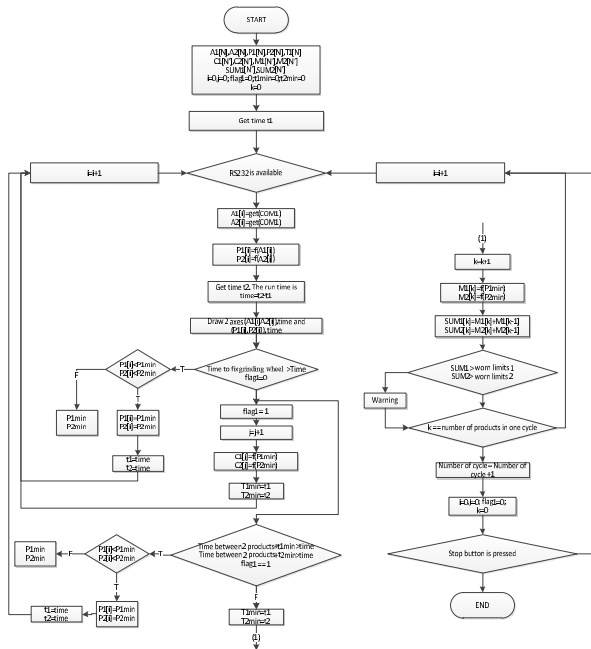 START
A1[N],A2[N],P1[N],P2[N],T1[N]
C1[N'],C2[N'],M1[N'],M2[N']
SUM1[N'],SUM2[N']
i=0,j=0; flag1=0;t1min=0;t2min=0
k=0
Get time t1
i=i+1
RS232 is available
i=i+1
A1[i]=get(COM1)
A2[i]=get(COM1)
P1[i]=f(A1[i])
P2[i]=f(A2[i])
Get time t2. The run time is
time=t2-t1
Draw 2 axes (A1[i]A2[i]),time and
(P1[i],P2[i]),time
Time to fix grinding wheel >Time
flag1=0
T
P1[i]<P1min
P2[i]<P2min
F
T
P1min
P2min
P1[i]=P1min
P2[i]=P2min
t1=time
t2=time
flag1= 1
j=j+1
C1[j]=f(P1min)
C2[j]=f(P2min)
T1min=t1
T2min=t2
Time between 2 products+t1min >time
Time between 2 products+t2min>time
flag1 == 1
T
P1[i]<P1min
P2[i]<P2min
F
P1min
P2min
T
P1[i]=P1min
P2[i]=P2min
t1=time
t2=time
F
T1min=t1
T2min=t2
(1)
(1)
k=k+1
M1[k]=f(P1min)
M2[k]=f(P2min)
SUM1[k]=M1[k]+M1[k-1]
SUM2[k]=M2[k]+M2[k-1]
SUM1 >worn limits 1
SUM2> worn limits 2
Warning
k == number of products in one cycle
Number of cycle = Number of
cycle +1
i=0,j=0; flag1=0;
k=0
Stop button is pressed
END